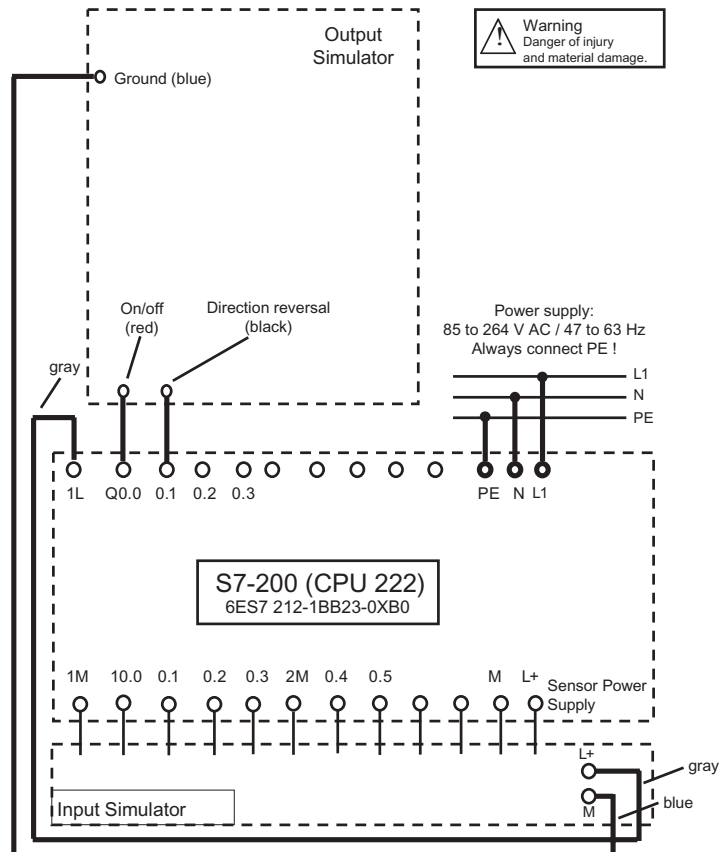 Output
Simulator
Warning
Danger of injury
and material damage.
Ground (blue)
On/off
(red)
Direction reversal
(black)
Power supply:
85 to 264 V AC / 47 to 63 Hz
Always connect PE !
gray
L1
N
PE
1L Q0.0 0.1 0.2 0.3 PE N L1
S7-200 (CPU 222)
6ES7 212-1BB23-0XB0
1M 10.0 0.1 0.2 0.3 2M 0.4 0.5 M L+
Sensor Power
Supply
L+
gray
Input Simulator
M
blue